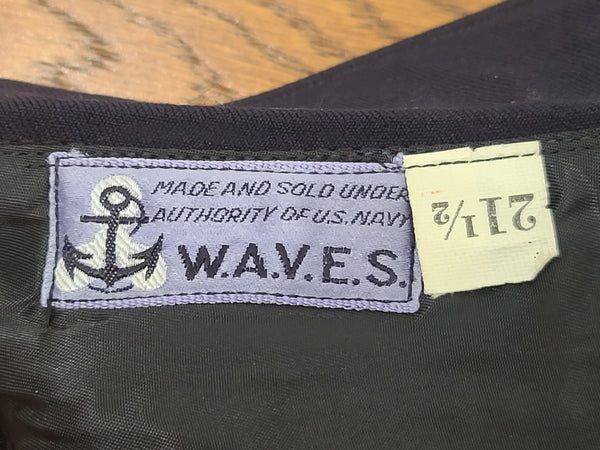 MADE AND SOLD UNDER
AUTHORITY OF U.S. NAVY
W.A.V.E.S.
21½